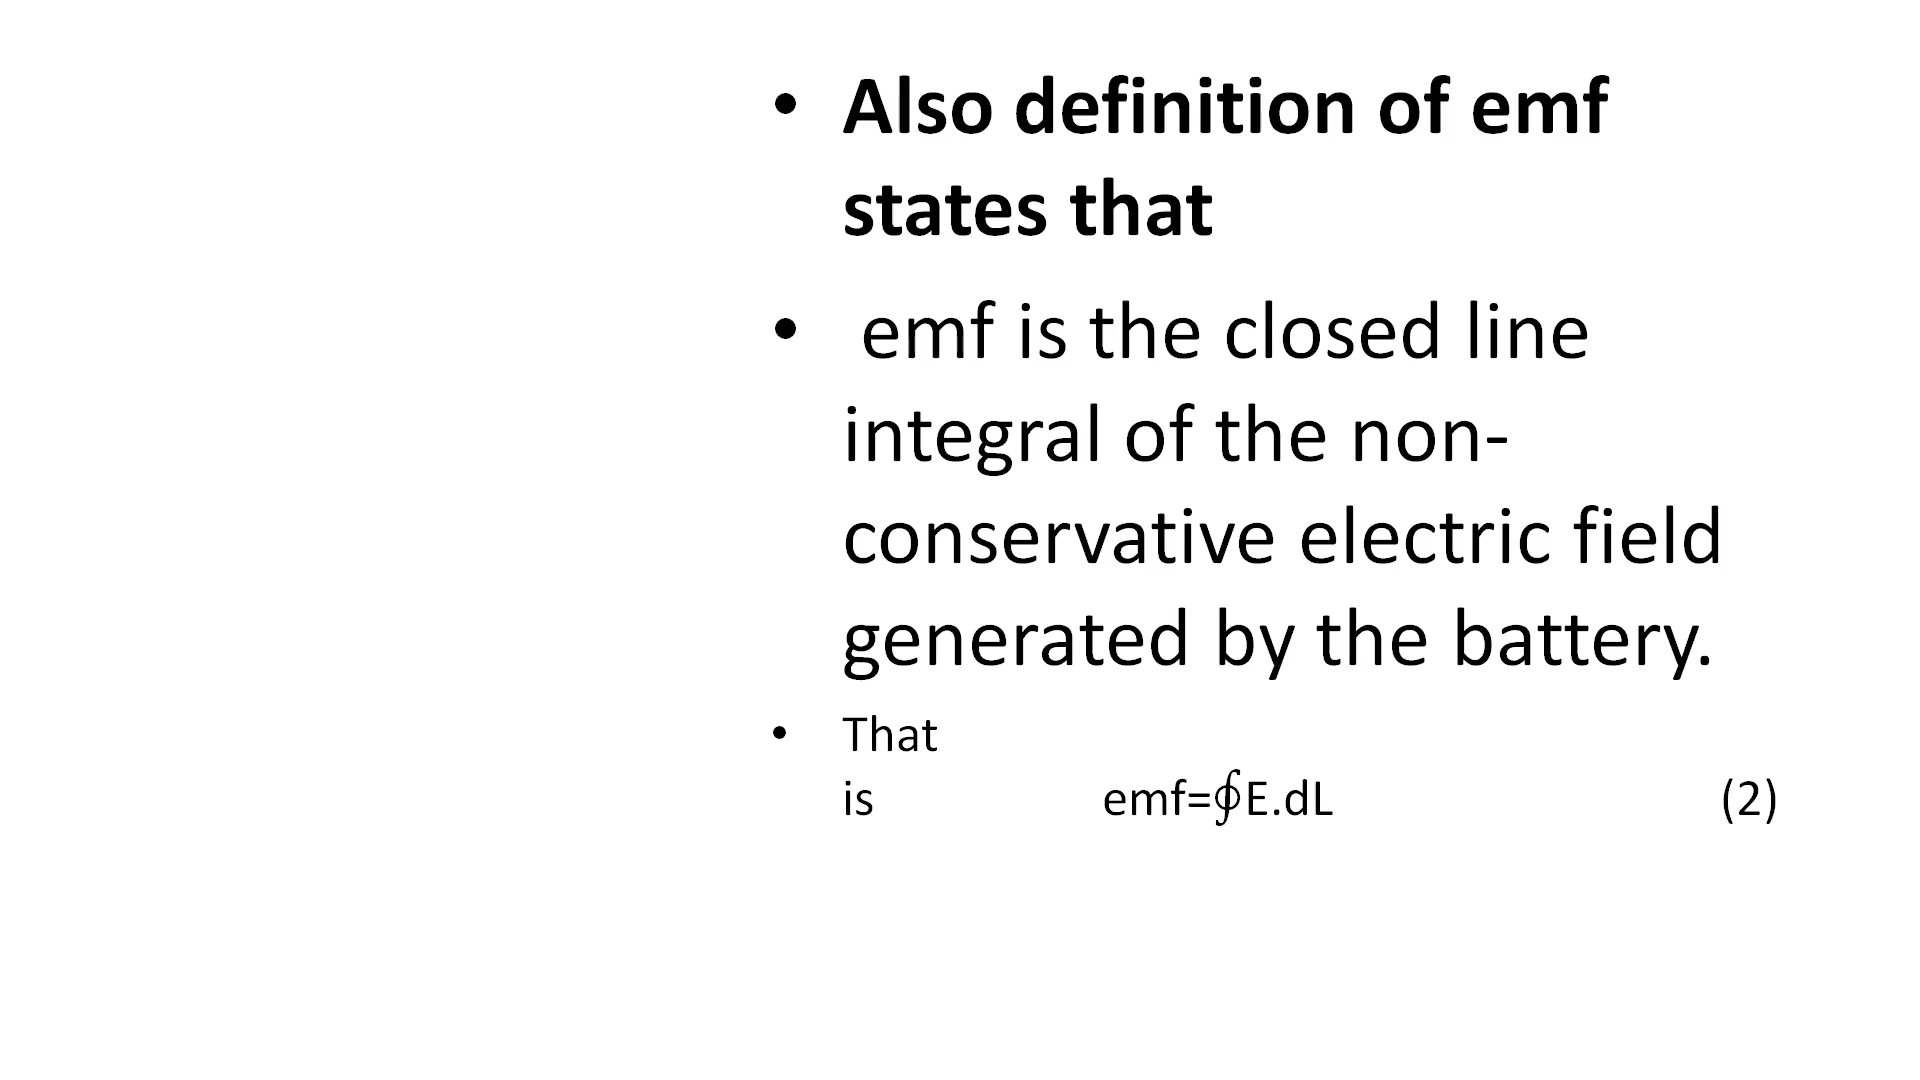 • Also definition of emf
states that
• emf is the closed line
integral of the non-
conservative electric field
generated by the battery.
• That
is emf=∮E.dL (2)